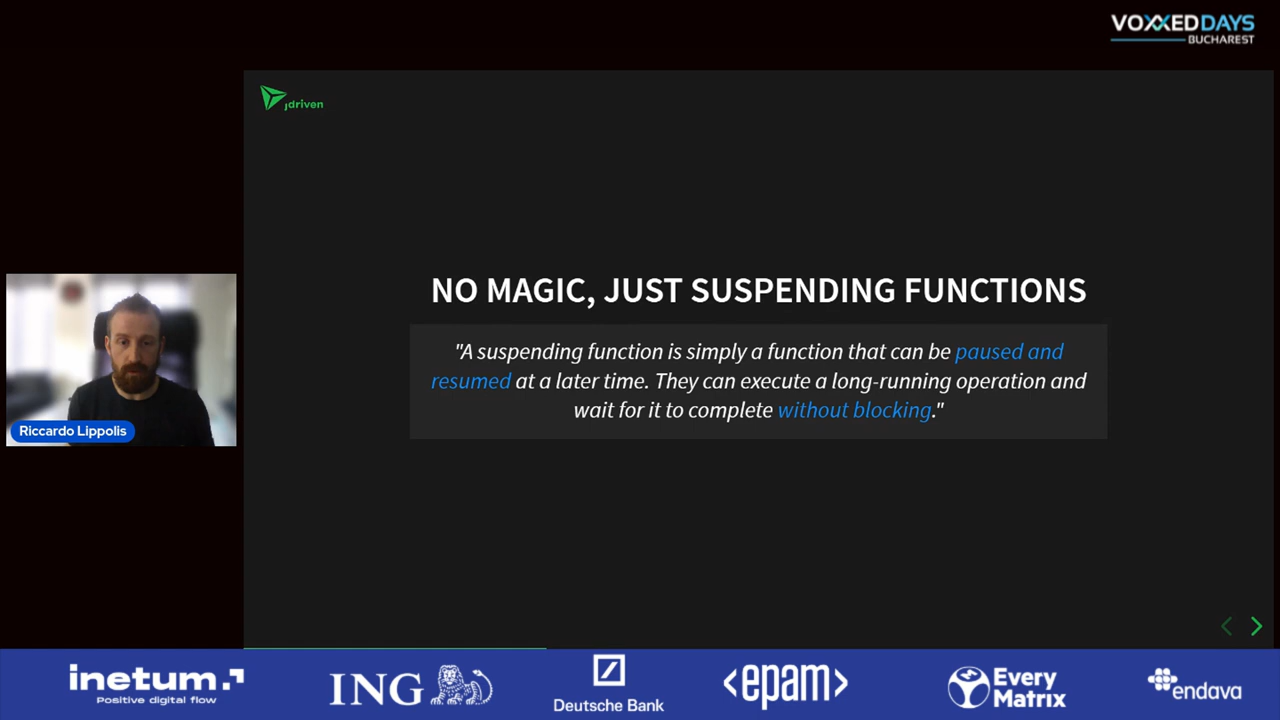 VOXXED DAYS
BUCHAREST
jdriven
NO MAGIC, JUST SUSPENDING FUNCTIONS
"A suspending function is simply a function that can be paused and
resumed at a later time. They can execute a long-running operation and
wait for it to complete without blocking."
Riccardo Lippolis
inetum.
Positive digital flow
ING
Deutsche Bank
<epam>
Every
Matrix
endava